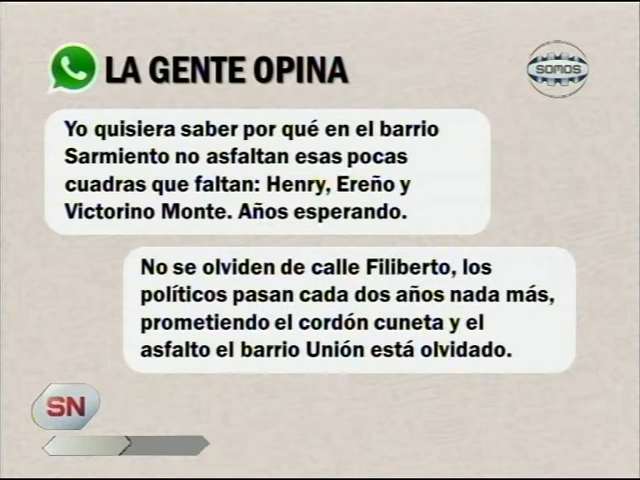 LA GENTE OPINA
SOMOS
Yo quisiera saber por qué en el barrio
Sarmiento no asfaltan esas pocas
cuadras que faltan: Henry, Ereño y
Victorino Monte. Años esperando.
No se olviden de calle Filiberto, los
políticos pasan cada dos años nada más,
prometiendo el cordón cuneta y el
asfalto el barrio Unión está olvidado.
SN